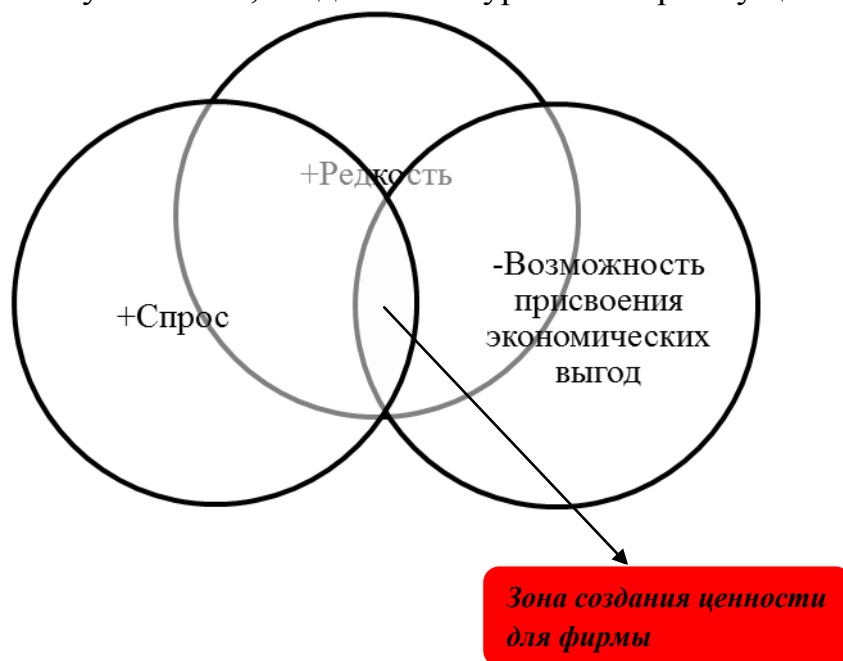 +Редкость
-Возможность
присвоения
+Спрос
экономических
выгод
Зона создания ценности
для фирмы